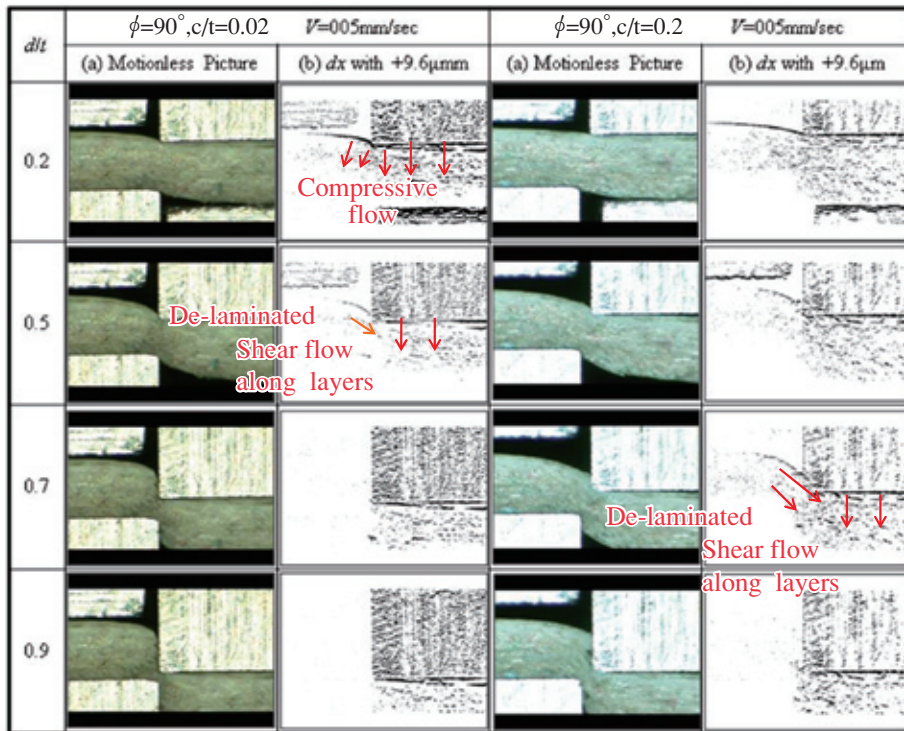 d/t
ϕ=90°,c/t=0.02 V=005mm/sec
ϕ=90°,c/t=0.2 V=005mm/sec
(a) Motionless Picture
(b) dx with +9.6μmm
(a) Motionless Picture
(b) dx with +9.6μm
0.2
Compressive
flow
0.5
De-laminated
Shear flow
along layers
0.7
De-laminated
Shear flow
along layers
0.9